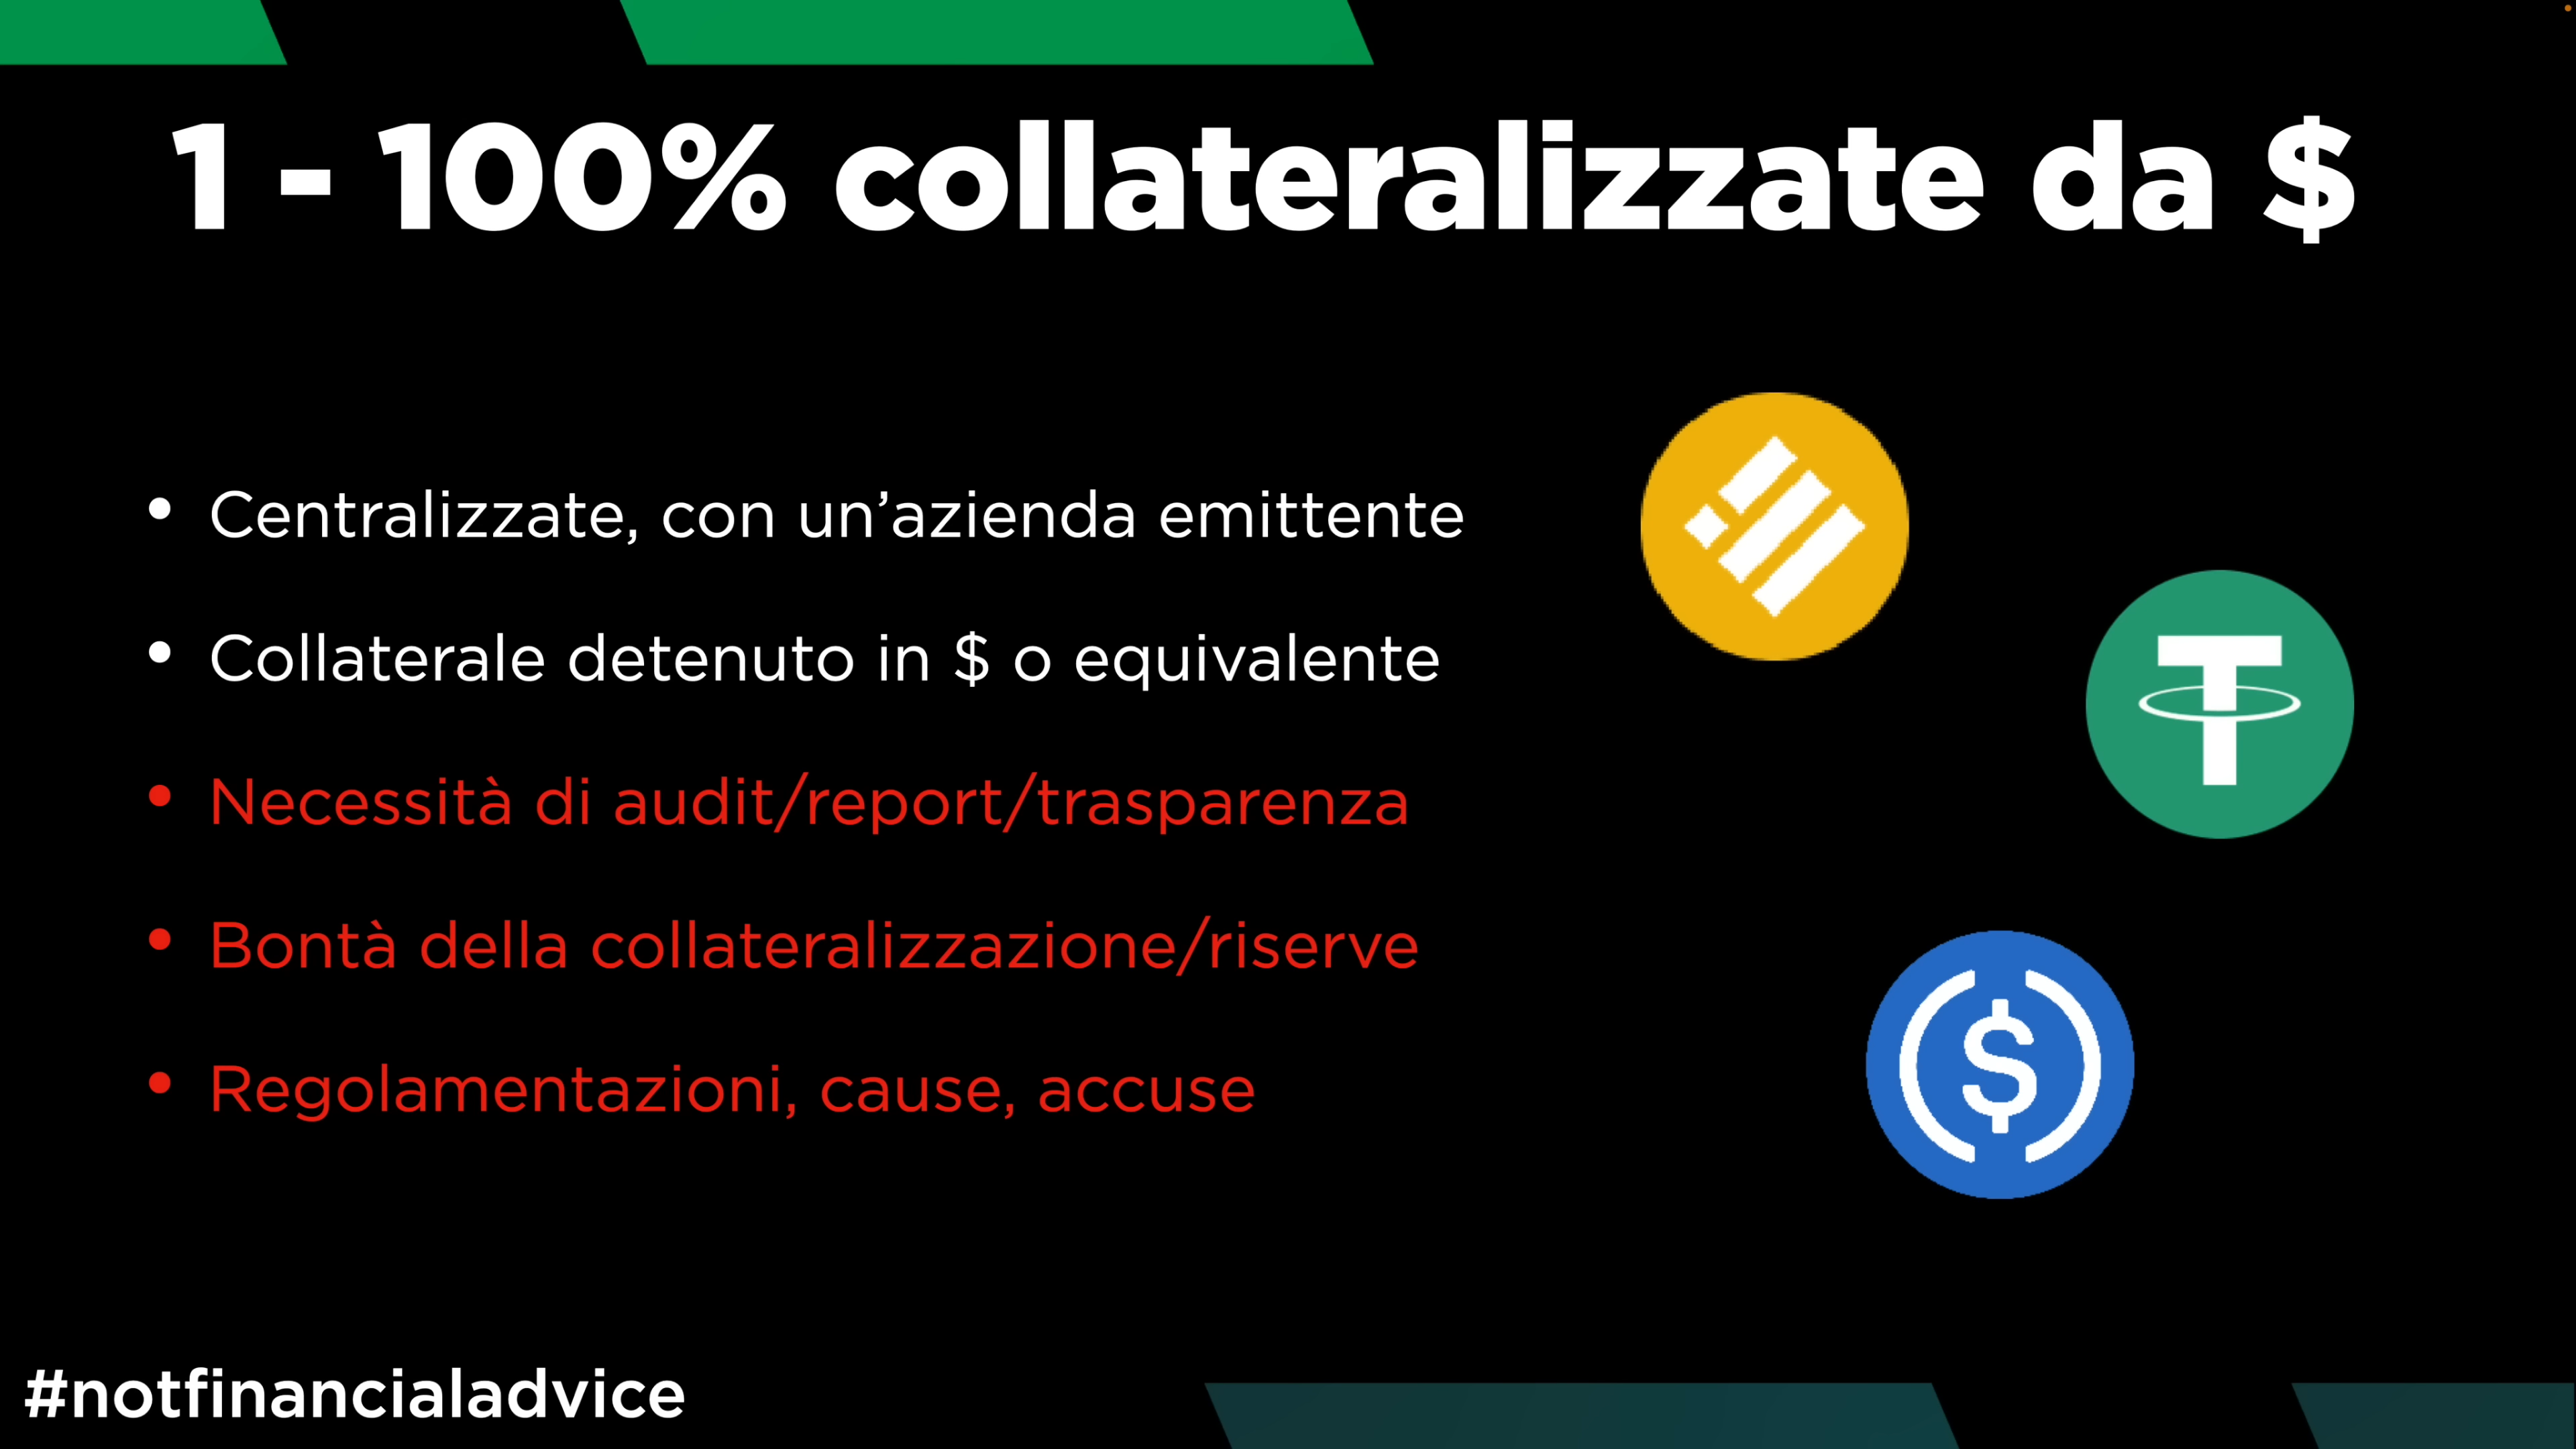 1 - 100% collateralizzate da $
• Centralizzate, con un’azienda emittente
• Collaterale detenuto in $ o equivalente
• Necessità di audit/report/trasparenza
• Bontà della collateralizzazione/riserve
• Regolamentazioni, cause, accuse
#notfinancialadvice